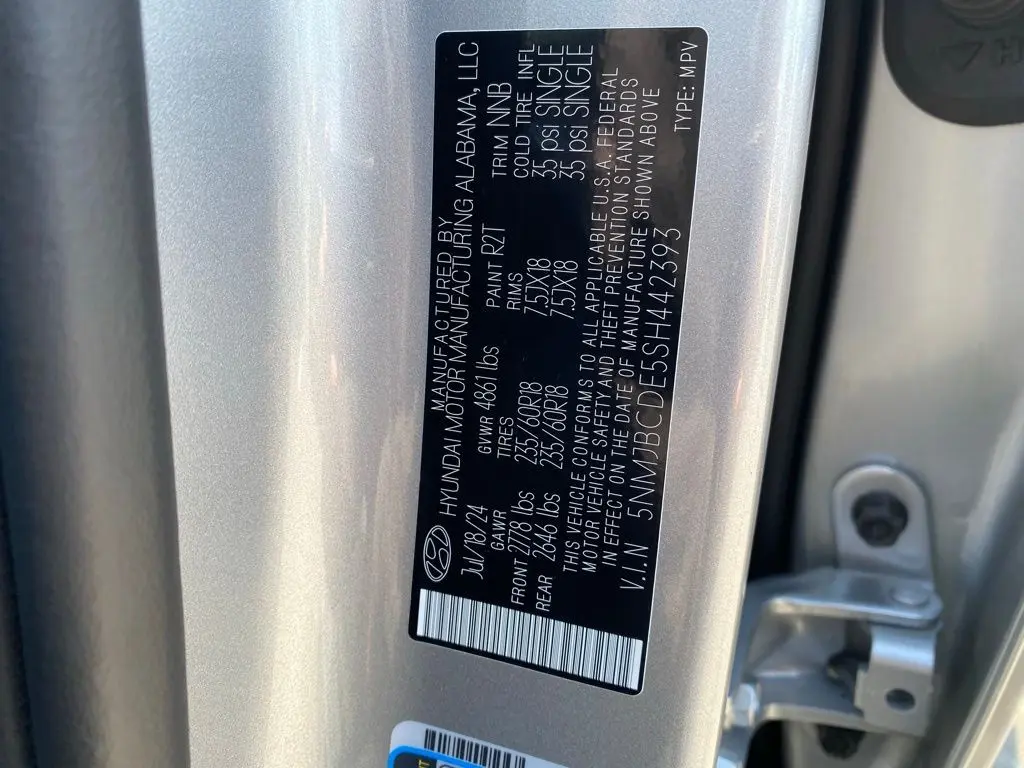 MANUFACTURED BY
HYUNDAI MOTOR MANUFACTURING ALABAMA, LLC
Jul/18/24 GVWR 4861 lbs PAINT R2T TRIM NNB
GAWR TIRES RIMS COLD TIRE INFL
FRONT 2778 lbs 235/60R18 7.5JX18 35 psi SINGLE
REAR 2646 lbs 235/60R18 7.5JX18 35 psi SINGLE
THIS VEHICLE CONFORMS TO ALL APPLICABLE U.S.A. FEDERAL
MOTOR VEHICLE SAFETY AND THEFT PREVENTION STANDARDS
IN EFFECT ON THE DATE OF MANUFACTURE SHOWN ABOVE
V.I.N 5NMJBCDE5SH442393 TYPE: MPV